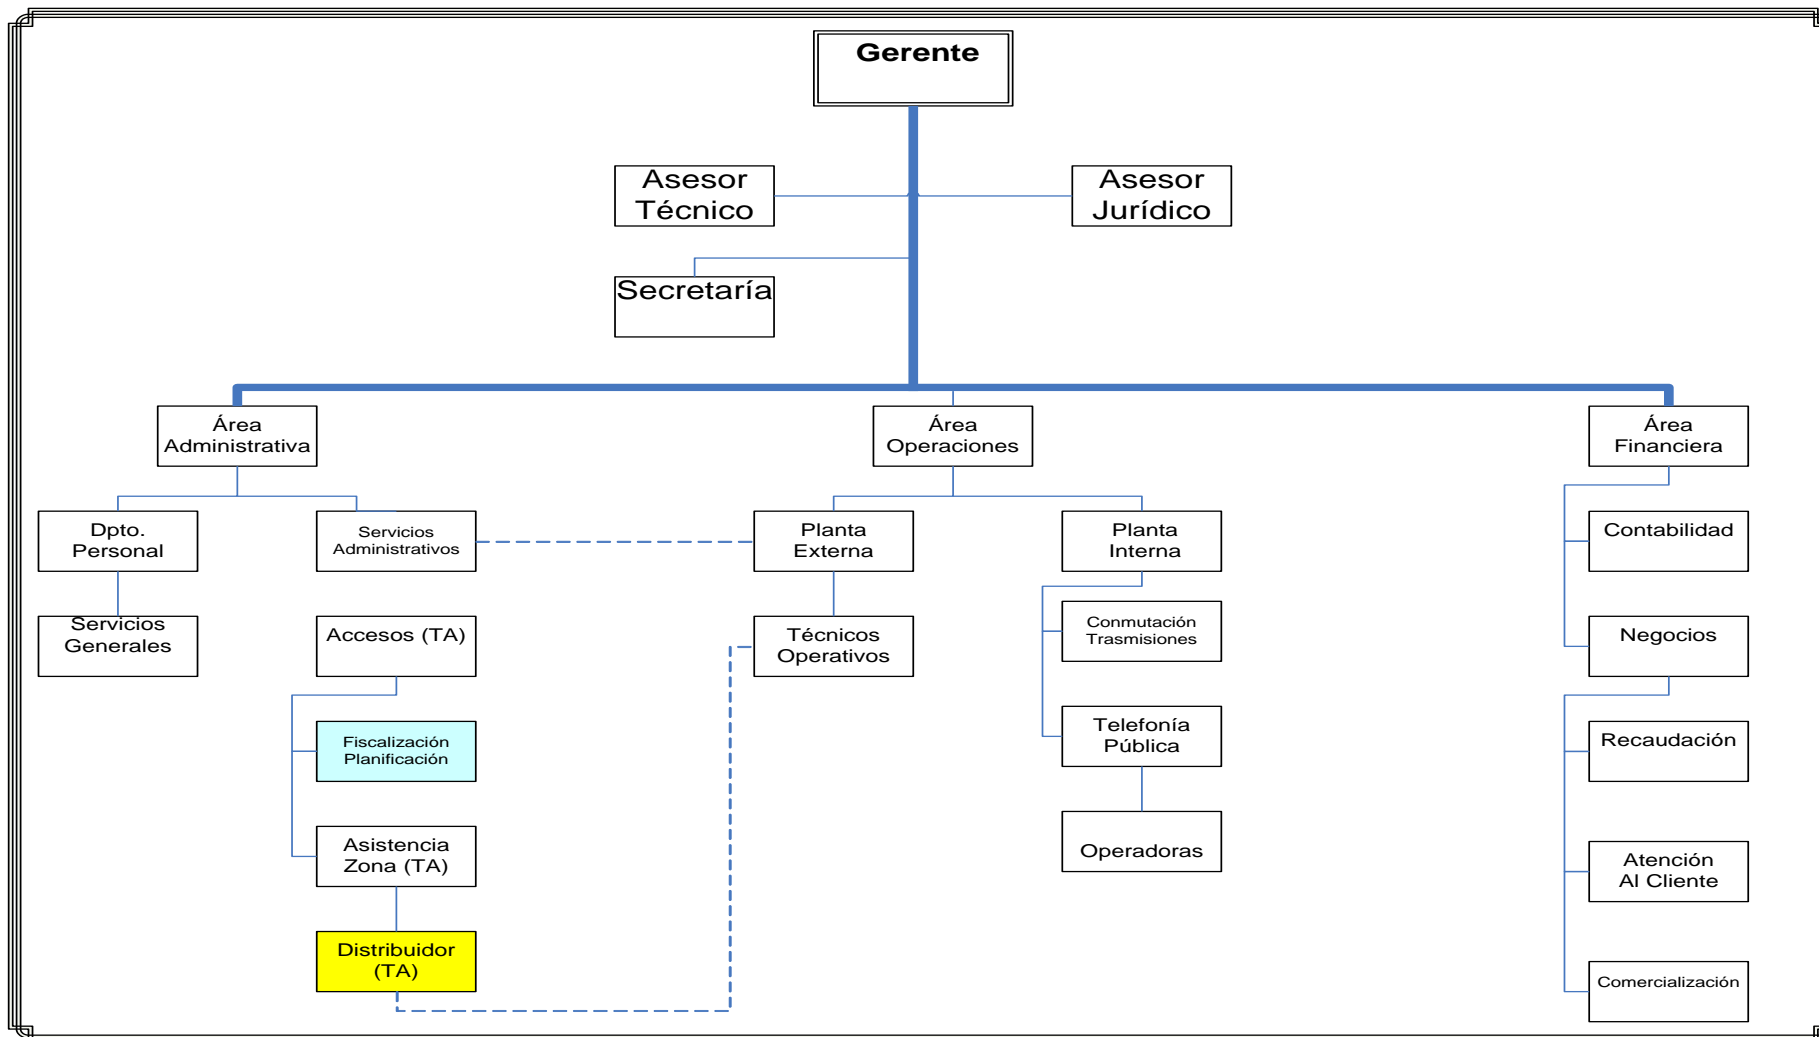 Gerente
Asesor
Técnico
Asesor
Jurídico
Secretaría
Área
Administrativa
Área
Operaciones
Área
Financiera
Dpto.
Personal
Servicios
Administrativos
Planta
Externa
Planta
Interna
Contabilidad
Servicios
Generales
Accesos (TA)
Técnicos
Operativos
Conmutación
Trasmisiones
Negocios
Fiscalización
Planificación
Telefonía
Pública
Recaudación
Asistencia
Zona (TA)
Operadoras
Atención
Al Cliente
Distribuidor
(TA)
Comercialización